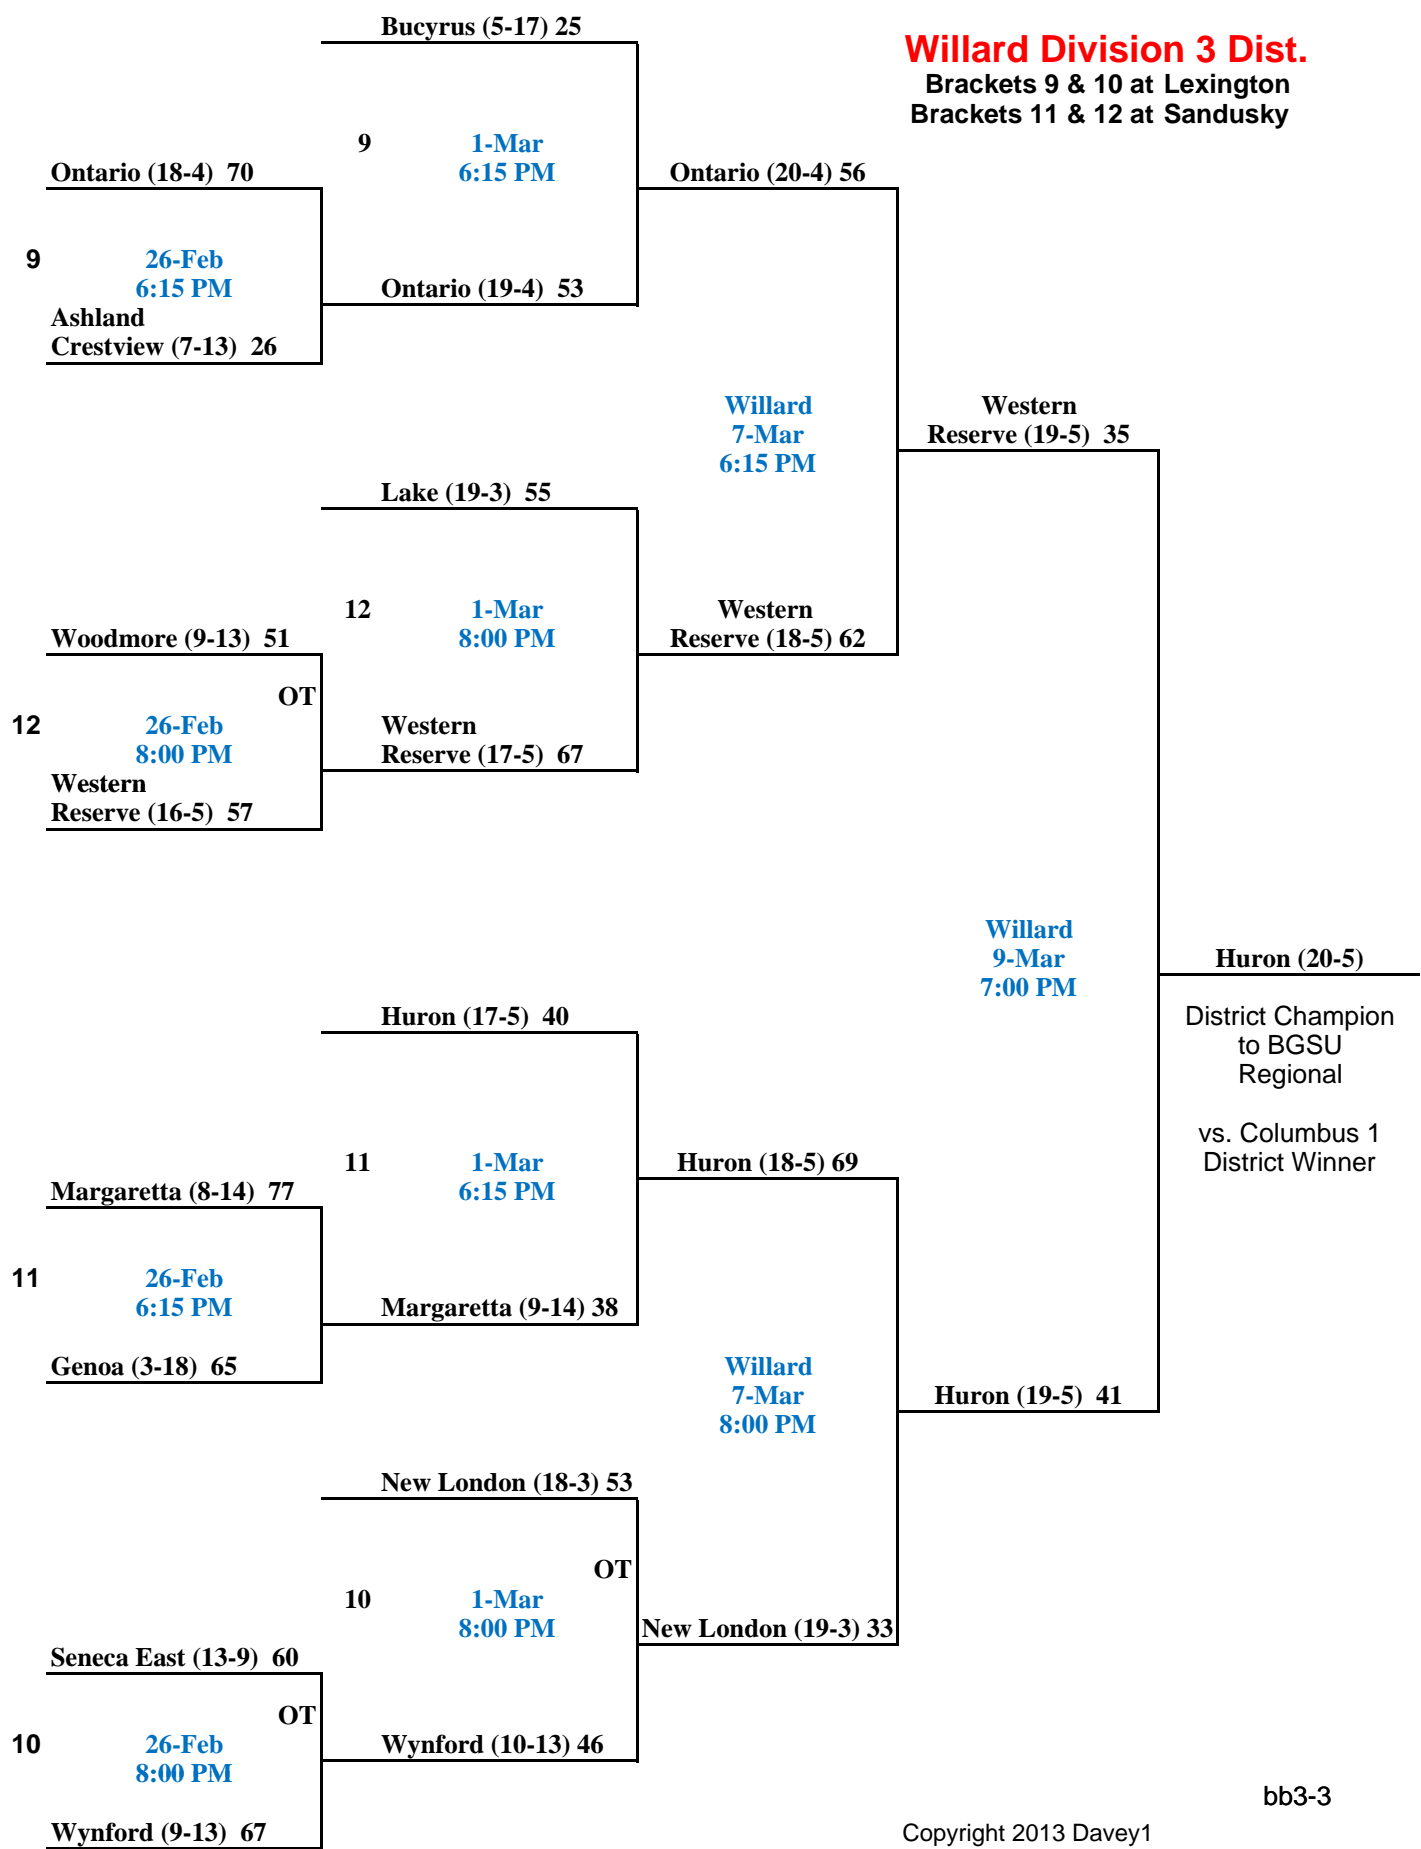 Bucyrus (5-17) 25
Willard Division 3 Dist.
Brackets 9 & 10 at Lexington
Brackets 11 & 12 at Sandusky
9 1-Mar
6:15 PM
Ontario (18-4) 70
Ontario (20-4) 56
9 26-Feb
6:15 PM
Ontario (19-4) 53
Ashland
Crestview (7-13) 26
Willard
7-Mar
6:15 PM
Western
Reserve (19-5) 35
Lake (19-3) 55
12 1-Mar
8:00 PM
Western
Reserve (18-5) 62
Woodmore (9-13) 51
OT
12 26-Feb
8:00 PM
Western
Reserve (17-5) 67
Western
Reserve (16-5) 57
Willard
9-Mar
7:00 PM
Huron (20-5)
District Champion
to BGSU
Regional
vs. Columbus 1
District Winner
Huron (17-5) 40
11 1-Mar
6:15 PM
Huron (18-5) 69
Margaretta (8-14) 77
11 26-Feb
6:15 PM
Margaretta (9-14) 38
Genoa (3-18) 65
Willard
7-Mar
8:00 PM
Huron (19-5) 41
New London (18-3) 53
OT
10 1-Mar
8:00 PM
New London (19-3) 33
Seneca East (13-9) 60
OT
10 26-Feb
8:00 PM
Wynford (10-13) 46
Wynford (9-13) 67
bb3-3
Copyright 2013 Davey1